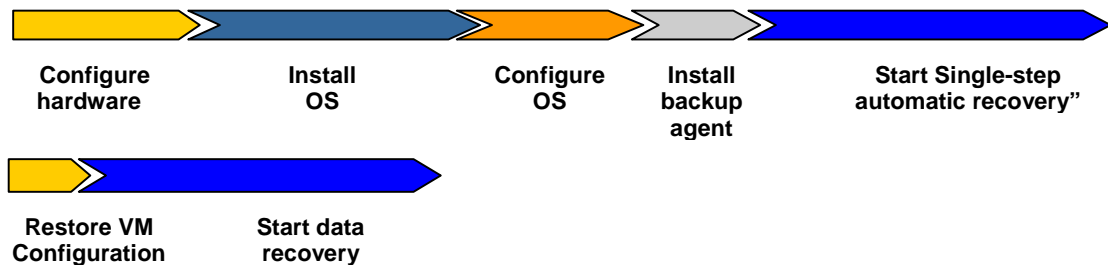 Configure
hardware
Install
OS
Configure
OS
Install
backup
agent
Start Single-step
automatic recovery”
Restore VM
Configuration
Start data
recovery